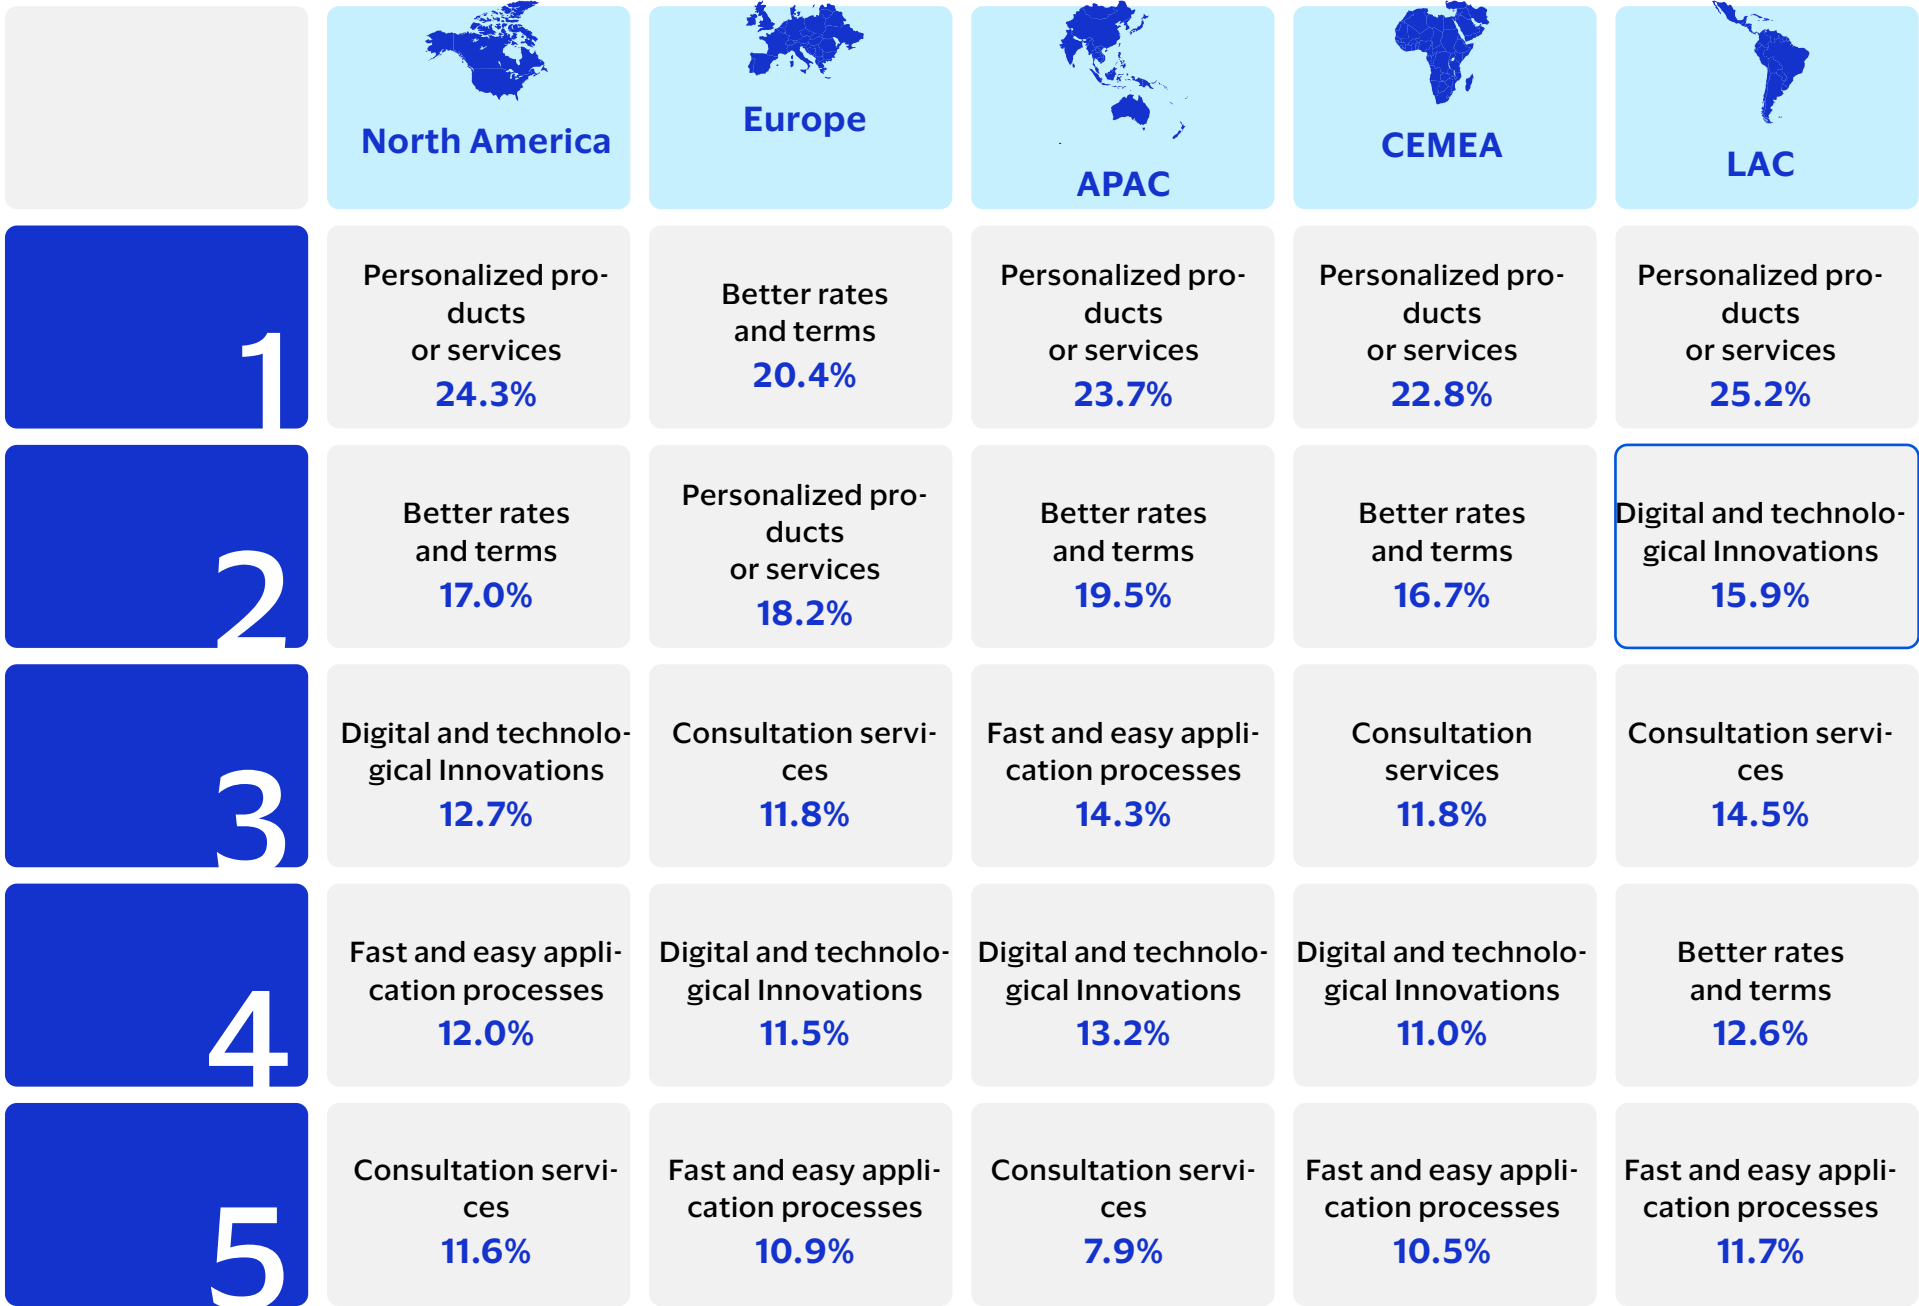 North America
Europe
APAC
CEMEA
LAC
1
Personalized pro-
ducts
or services
24.3%
Better rates
and terms
20.4%
Personalized pro-
ducts
or services
23.7%
Personalized pro-
ducts
or services
22.8%
Personalized pro-
ducts
or services
25.2%
2
Better rates
and terms
17.0%
Personalized pro-
ducts
or services
18.2%
Better rates
and terms
19.5%
Better rates
and terms
16.7%
Digital and technolo-
gical Innovations
15.9%
3
Digital and technolo-
gical Innovations
12.7%
Consultation servi-
ces
11.8%
Fast and easy appli-
cation processes
14.3%
Consultation
services
11.8%
Consultation servi-
ces
14.5%
4
Fast and easy appli-
cation processes
12.0%
Digital and technolo-
gical Innovations
11.5%
Digital and technolo-
gical Innovations
13.2%
Digital and technolo-
gical Innovations
11.0%
Better rates
and terms
12.6%
5
Consultation servi-
ces
11.6%
Fast and easy appli-
cation processes
10.9%
Consultation servi-
ces
7.9%
Fast and easy appli-
cation processes
10.5%
Fast and easy appli-
cation processes
11.7%